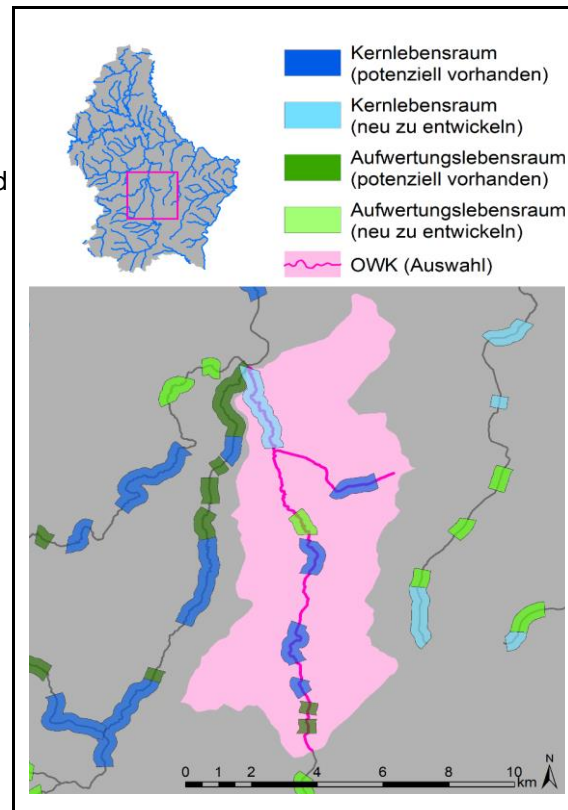 d
Kernlebensraum
(potenziell vorhanden)
Kernlebensraum
(neu zu entwickeln)
Aufwertungslebensraum
(potenziell vorhanden)
Aufwertungslebensraum
(neu zu entwickeln)
OWK (Auswahl)
0 1 2 4 6 8 10
km
N